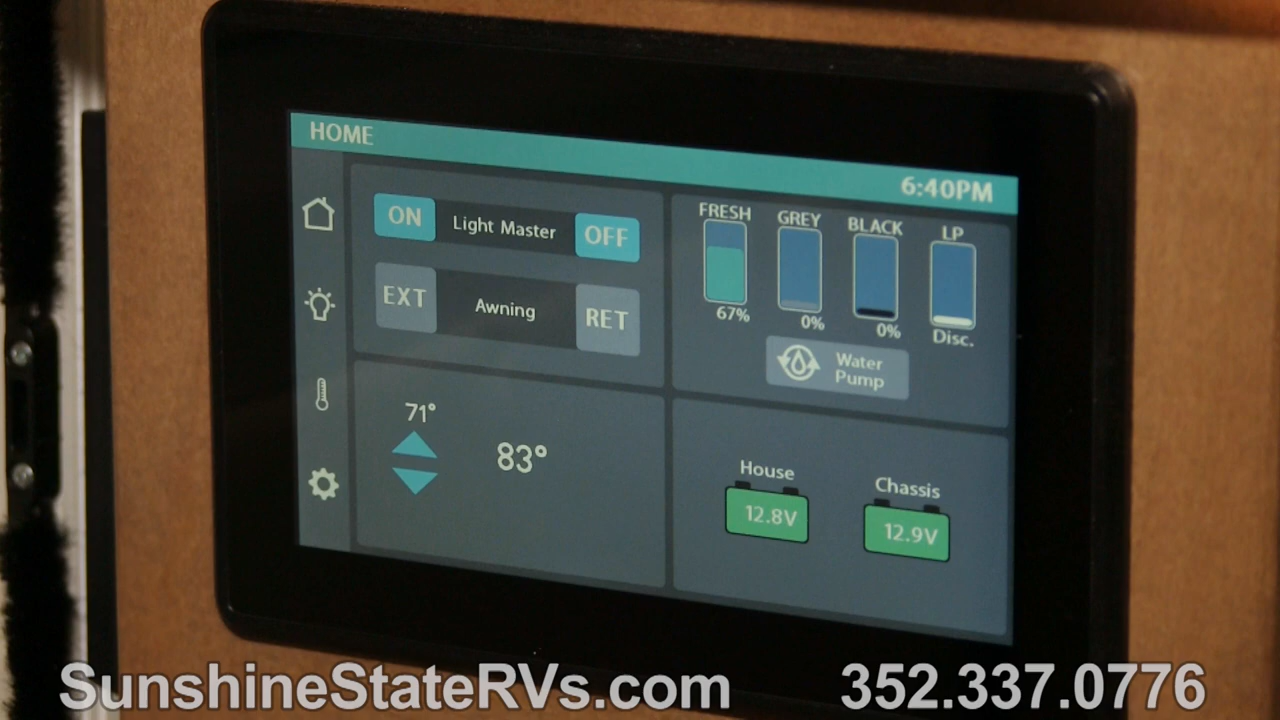 HOME
6:40PM
ON Light Master OFF
EXT Awning RET
FRESH GREY BLACK LP
67% 0% 0% Disc.
Water
Pump
71°
83°
House Chassis
12.8V 12.9V
SunshineStateRVs.com 352.337.0776